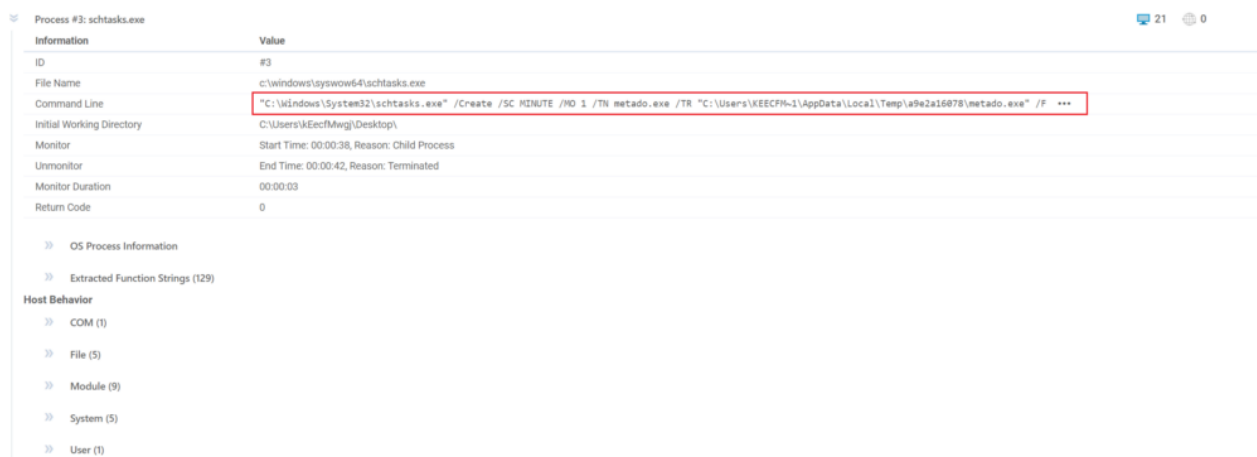 Process #3: schtasks.exe 21 0
Information Value
ID #3
File Name c:\windows\syswow64\schtasks.exe
Command Line "C:\Windows\System32\schtasks.exe" /Create /SC MINUTE /MO 1 /TN metado.exe /TR "C:\Users\KEECFM~1\AppData\Local\Temp\a9e2a16078\metado.exe" /F •••
Initial Working Directory C:\Users\kEecfMwgj\Desktop\
Monitor Start Time: 00:00:38, Reason: Child Process
Unmonitor End Time: 00:00:42, Reason: Terminated
Monitor Duration 00:00:03
Return Code 0
OS Process Information
Extracted Function Strings (129)
Host Behavior
COM (1)
File (5)
Module (9)
System (5)
User (1)